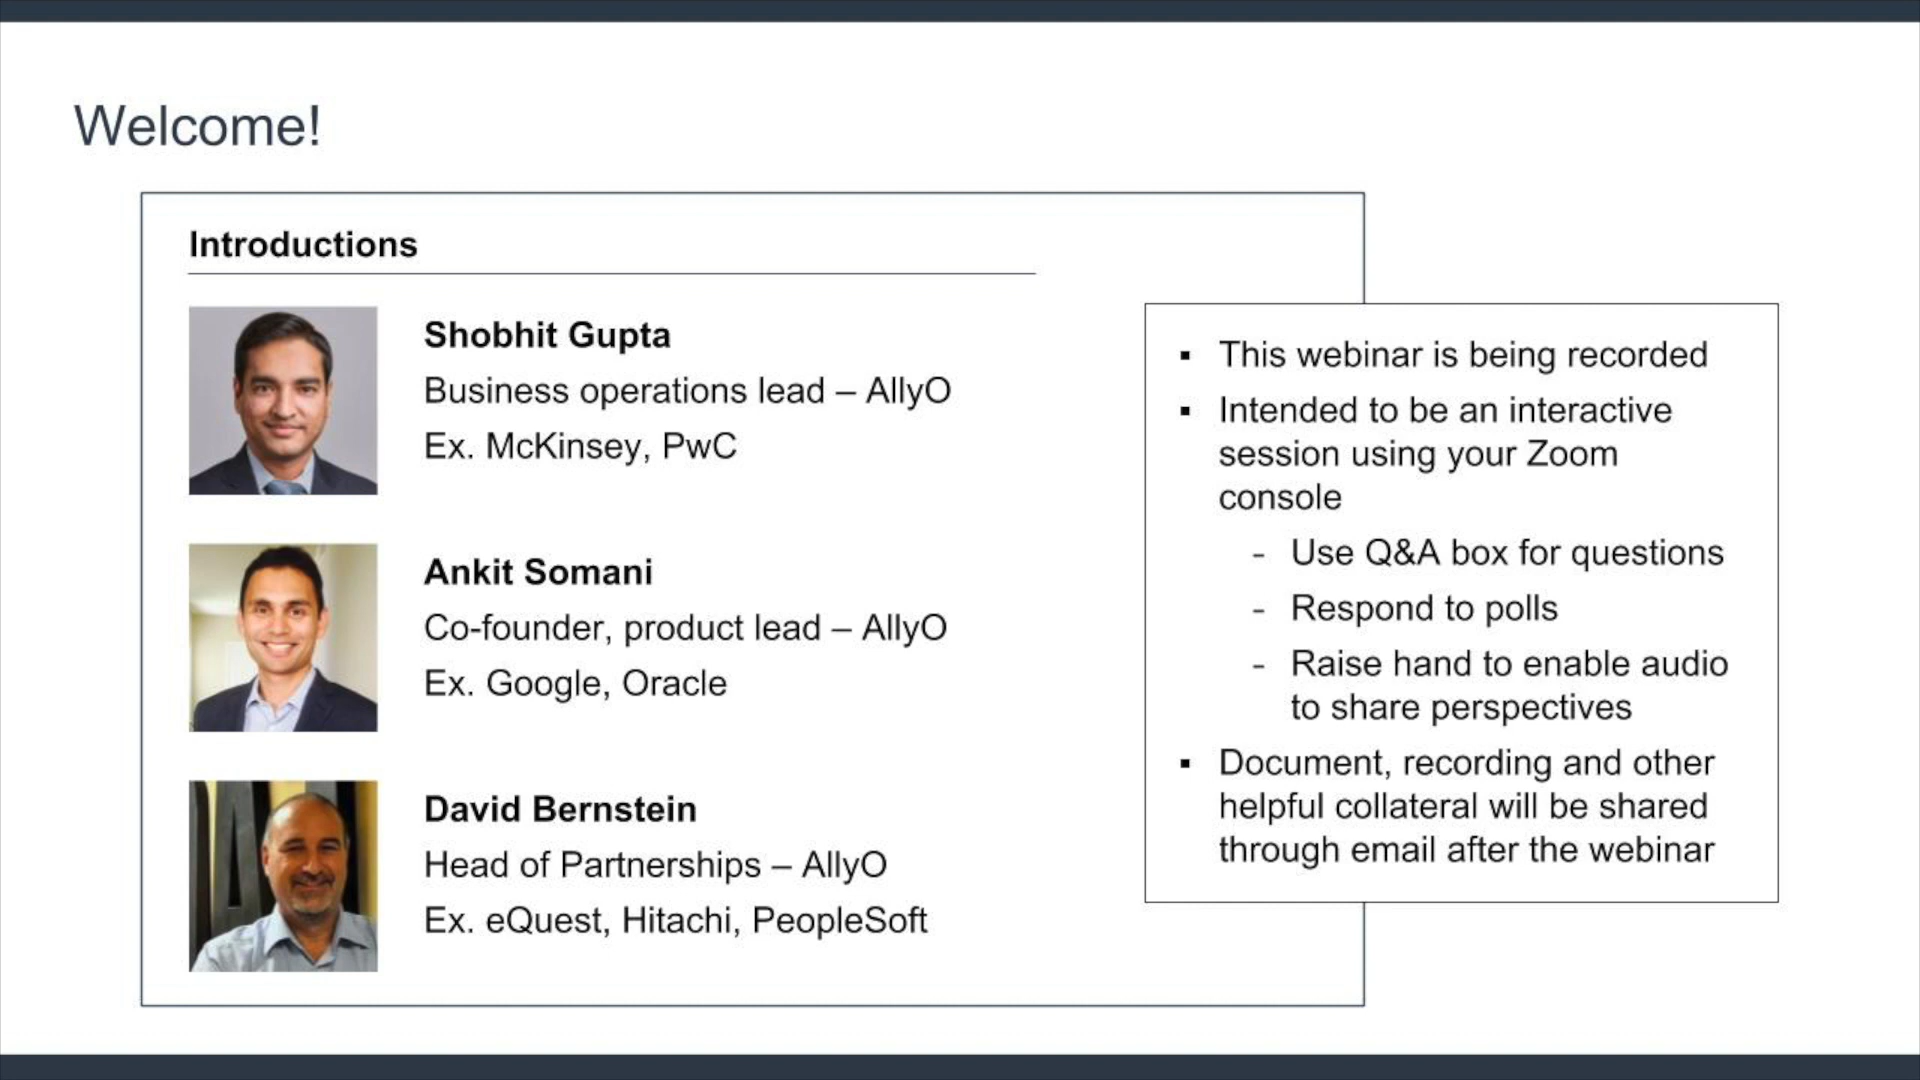 Welcome!
Introductions
Shobhit Gupta
Business operations lead – AllyO
Ex. McKinsey, PwC
Ankit Somani
Co-founder, product lead – AllyO
Ex. Google, Oracle
David Bernstein
Head of Partnerships – AllyO
Ex. eQuest, Hitachi, PeopleSoft
▪ This webinar is being recorded
▪ Intended to be an interactive
session using your Zoom
console
- Use Q&A box for questions
- Respond to polls
- Raise hand to enable audio
to share perspectives
▪ Document, recording and other
helpful collateral will be shared
through email after the webinar